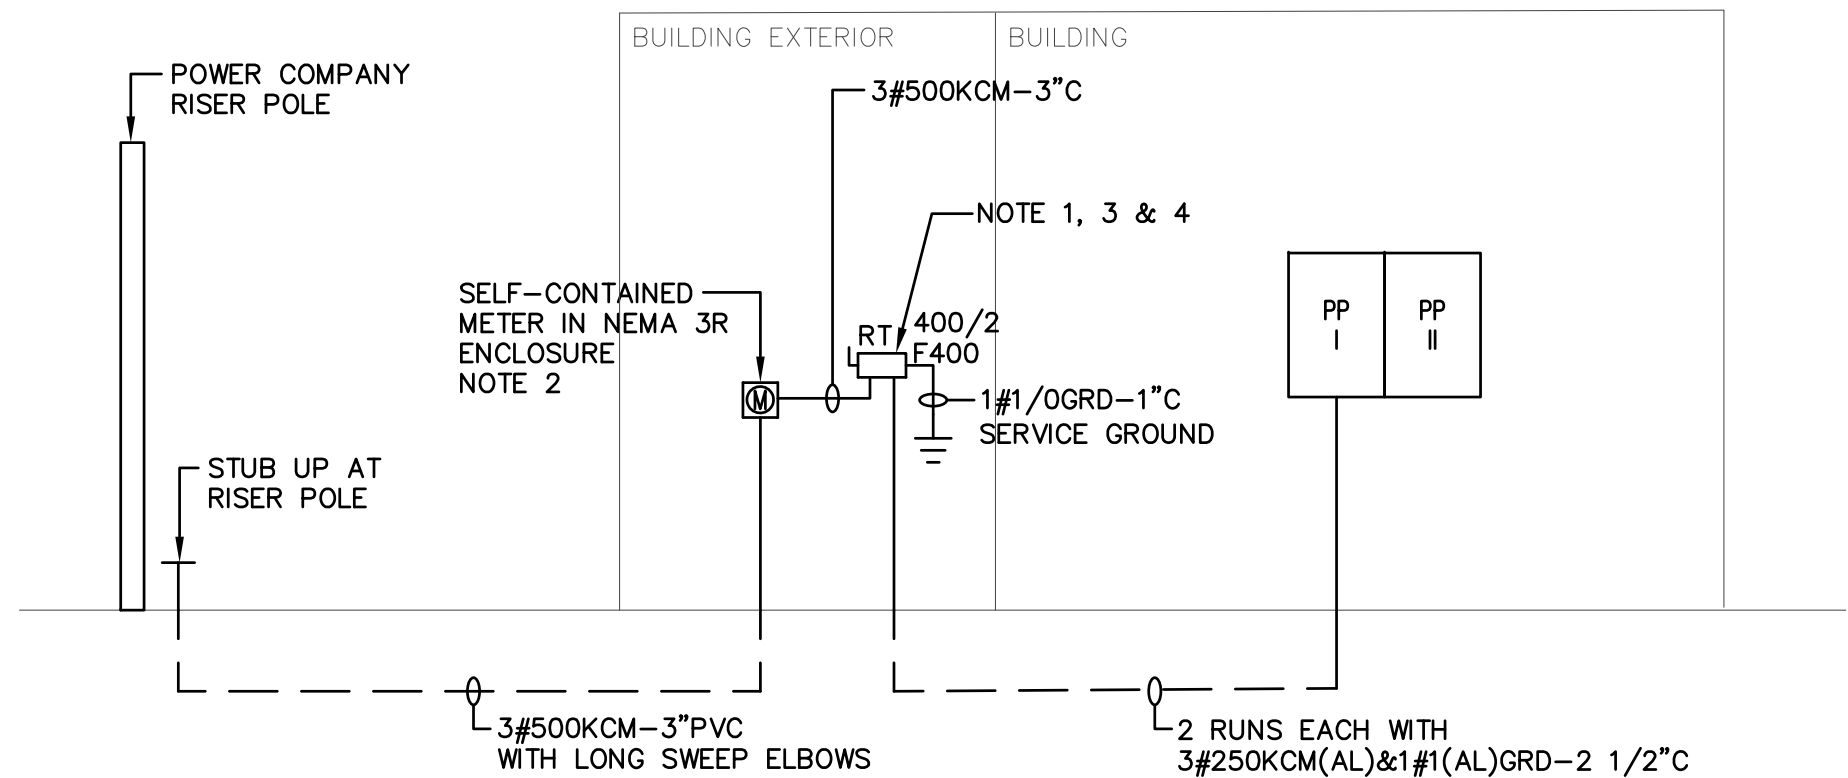 BUILDING EXTERIOR
BUILDING
POWER COMPANY
RISER POLE
3#500KCM-3"C
NOTE 1, 3 & 4
SELF-CONTAINED
METER IN NEMA 3R
ENCLOSURE
NOTE 2
RT
400/2
F400
M
1#1/0GRD-1"C
SERVICE GROUND
PP
I
PP
II
STUB UP AT
RISER POLE
3#500KCM-3"PVC
WITH LONG SWEEP ELBOWS
2 RUNS EACH WITH
3#250KCM(AL)&1#1(AL)GRD-2 1/2"C